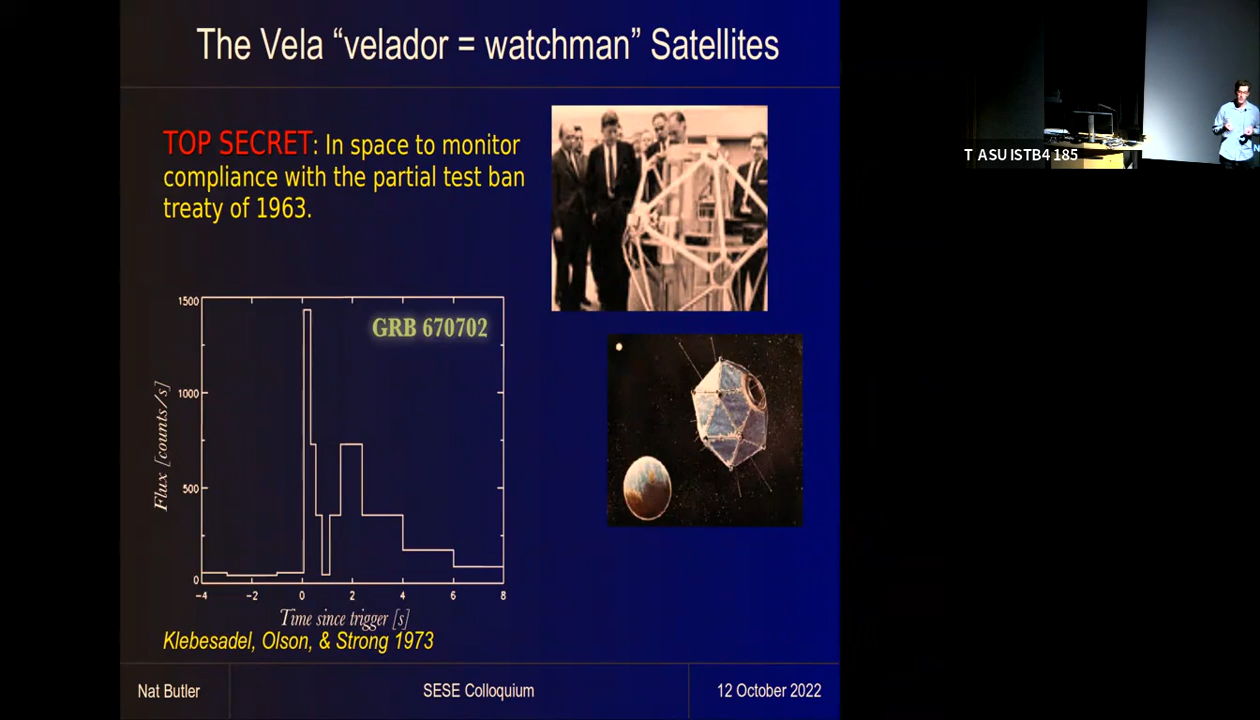 The Vela “velador = watchman” Satellites
TOP SECRET: In space to monitor
compliance with the partial test ban
treaty of 1963.
T ASU ISTB4 185
N
1500
1000
500
0
GRB 670702
Flux [counts/s]
-4 -2 0 2 4 6 8
Time since trigger [s]
Klebesadel, Olson, & Strong 1973
Nat Butler
SESE Colloquium
12 October 2022